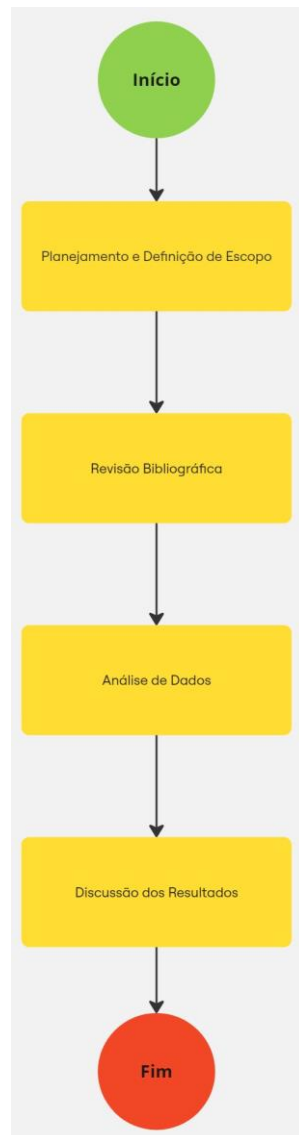 Início
Planejamento e Definição de Escopo
Revisão Bibliográfica
Análise de Dados
Discussão dos Resultados
Fim